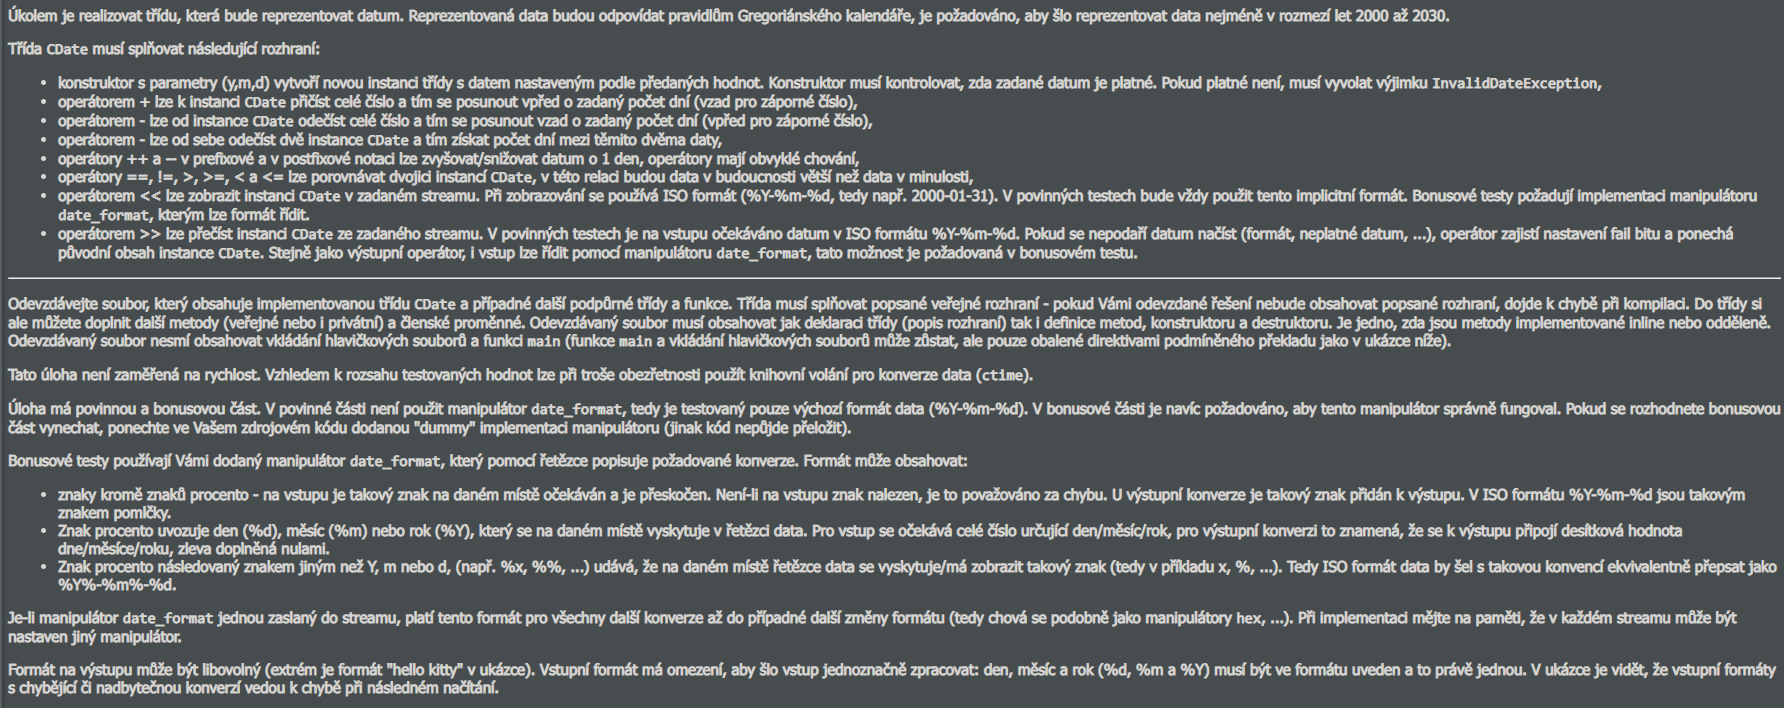 Úkolem je realizovat třídu, která bude reprezentovat datum. Reprezentovaná data budou odpovídat pravidlům Gregoriánského kalendáře, je požadováno, aby šlo reprezentovat data nejméně v rozmezí let 2000 až 2030.
Třída CDate musí splňovat následující rozhraní:
• konstruktor s parametry (y,m,d) vytvoří novou instanci třídy s datem nastaveným podle předaných hodnot. Konstruktor musí kontrolovat, zda zadané datum je platné. Pokud platné není, musí vyvolat výjimku InvalidDateException,
• operátorem + lze k instanci CDate přičíst celé číslo a tím se posunout vpřed o zadaný počet dní (vzad pro záporné číslo),
• operátorem - lze od instance CDate odečíst celé číslo a tím se posunout vzad o zadaný počet dní (vpřed pro záporné číslo),
• operátorem - lze od sebe odečíst dvě instance CDate a tím získat počet dní mezi těmito dvěma daty,
• operátory ++ a -- v prefixové a v postfixové notaci lze zvyšovat/snižovat datum o 1 den, operátory mají obvyklé chování,
• operátory ==, !=, >, >=, < a <= lze porovnávat dvojici instancí CDate, v této relaci budou data v budoucnosti větší než data v minulosti,
• operátorem << lze zobrazit instanci CDate v zadaném streamu. Při zobrazování se používá ISO formát (%Y-%m-%d, tedy např. 2000-01-31). V povinných testech bude vždy použit tento implicitní formát. Bonusové testy požadují implementaci manipulátoru
date_format, kterým lze formát řídit.
• operátorem >> lze přečíst instanci CDate ze zadaného streamu. V povinných testech je na vstupu očekáváno datum v ISO formátu %Y-%m-%d. Pokud se nepodaří datum načíst (formát, neplatné datum, ...), operátor zajistí nastavení fail bitu a ponechá
původní obsah instance CDate. Stejně jako výstupní operátor, i vstup lze řídit pomocí manipulátoru date_format, tato možnost je požadovaná v bonusovém testu.
Odevzdávejte soubor, který obsahuje implementovanou třídu CDate a případné další podpůrné třídy a funkce. Třída musí splňovat popsané veřejné rozhraní - pokud Vámi odevzdané řešení nebude obsahovat popsané rozhraní, dojde k chybě při kompilaci. Do třídy si
ale můžete doplnit další metody (veřejné nebo i privátní) a členské proměnné. Odevzdávaný soubor musí obsahovat jak deklaraci třídy (popis rozhraní) tak i definice metod, konstruktoru a destruktoru. Je jedno, zda jsou metody implementované inline nebo odděleně.
Odevzdávaný soubor nesmí obsahovat vkládání hlavičkových souborů a funkci main (funkce main a vkládání hlavičkových souborů může zůstat, ale pouze obalené direktivami podmíněného překladu jako v ukázce níže).
Tato úloha není zaměřená na rychlost. Vzhledem k rozsahu testovaných hodnot lze při troše obezřetnosti použít knihovní volání pro konverze data (ctime).
Úloha má povinnou a bonusovou část. V povinné části není použit manipulátor date_format, tedy je testovaný pouze výchozí formát data (%Y-%m-%d). V bonusové části je navíc požadováno, aby tento manipulátor správně fungoval. Pokud se rozhodnete bonusovou
část vynechat, ponechte ve Vašem zdrojovém kódu dodanou "dummy" implementaci manipulátoru (jinak kód nepůjde přeložit).
Bonusové testy používají Vámi dodaný manipulátor date_format, který pomocí řetězce popisuje požadované konverze. Formát může obsahovat:
• znaky kromě znaků procento - na vstupu je takový znak na daném místě očekáván a je přeskočen. Není-li na vstupu znak nalezen, je to považováno za chybu. U výstupní konverze je takový znak přidán k výstupu. V ISO formátu %Y-%m-%d jsou takovým
znakem pomlčky.
• Znak procento uvozuje den (%d), měsíc (%m) nebo rok (%Y), který se na daném místě vyskytuje v řetězci data. Pro vstup se očekává celé číslo určující den/měsíc/rok, pro výstupní konverzi to znamená, že se k výstupu připojí desítková hodnota
dne/měsíce/roku, zleva doplněná nulami.
• Znak procento následovaný znakem jiným než Y, m nebo d, (např. %x, %%, ...) udává, že na daném místě řetězce data se vyskytuje/má zobrazit takový znak (tedy v příkladu x, %, ...). Tedy ISO formát data by šel s takovou konvencí ekvivalentně přepsat jako
%Y%-%m%-%d.
Je-li manipulátor date_format jednou zaslaný do streamu, platí tento formát pro všechny další konverze až do případné další změny formátu (tedy chová se podobně jako manipulátory hex, ...). Při implementaci mějte na paměti, že v každém streamu může být
nastaven jiný manipulátor.
Formát na výstupu může být libovolný (extrém je formát "hello kitty" v ukázce). Vstupní formát má omezení, aby šlo vstup jednoznačně zpracovat: den, měsíc a rok (%d, %m a %Y) musí být ve formátu uveden a to právě jednou. V ukázce je vidět, že vstupní formáty
s chybějící či nadbytečnou konverzí vedou k chybě při následném načítání.